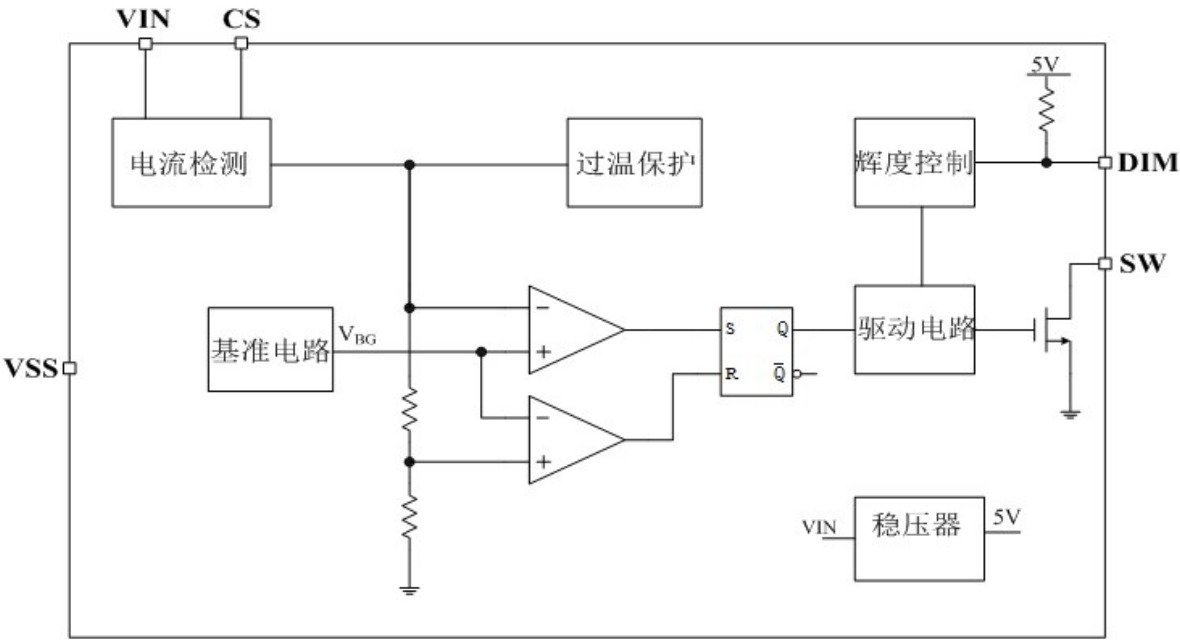 VIN CS
5V
电流检测 过温保护 辉度控制 DIM
SW
基准电路 VBG − S Q 驱动电路
+
VSS
R Q̅
−
+
VIN 稳压器 5V